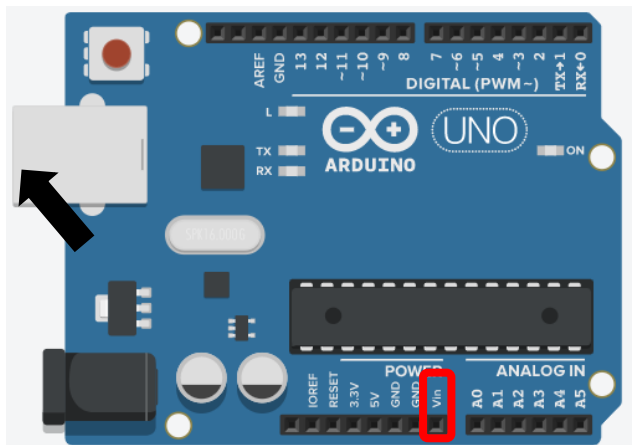 AREF
GND
13
12
~11
~10
~9
8
7
~6
~5
4
~3
2
TX→1
RX←0
DIGITAL (PWM~)
L
TX
RX
ARDUINO
UNO
ON
SPK16.000G
POWER
ANALOG IN
IOREF
RESET
3.3V
5V
GND
GND
Vin
A0
A1
A2
A3
A4
A5